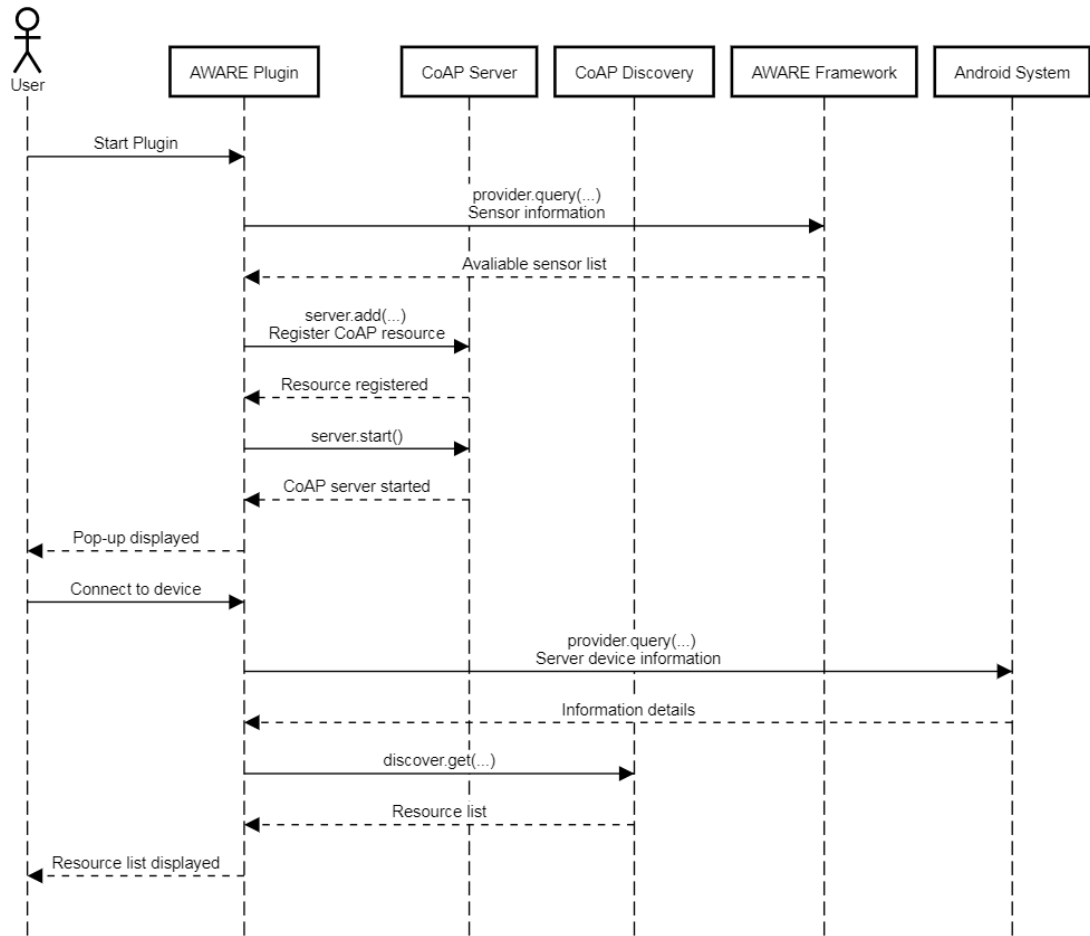 User
AWARE Plugin
CoAP Server
CoAP Discovery
AWARE Framework
Android System
Start Plugin
provider.query(...)
Sensor information
Avaliable sensor list
server.add(...)
Register CoAP resource
Resource registered
server.start()
CoAP server started
Pop-up displayed
Connect to device
provider.query(...)
Server device information
Information details
discover.get(...)
Resource list
Resource list displayed